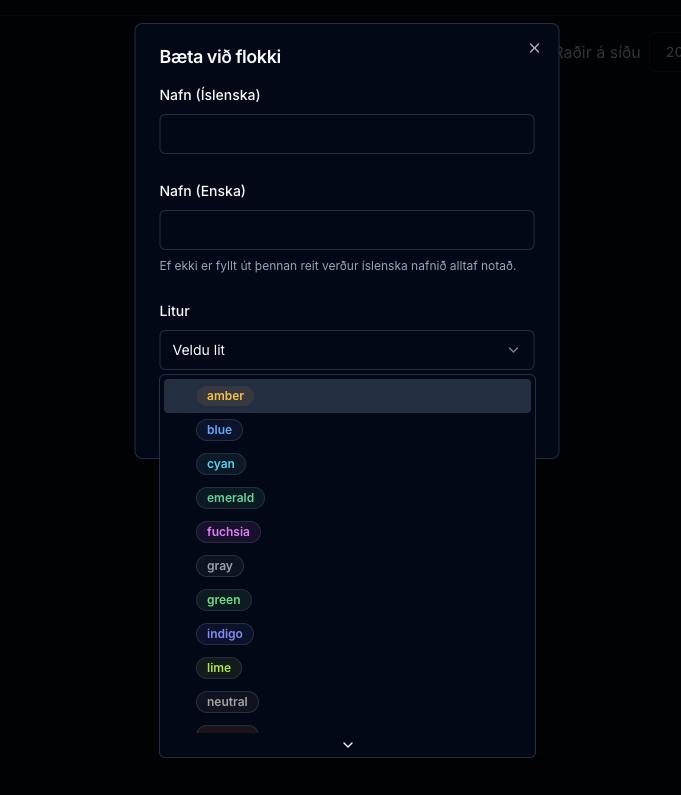 Bæta við flokki
Raðir á síðu
20
Nafn (Íslenska)
Nafn (Enska)
Ef ekki er fyllt út þennan reit verður íslenska nafnið alltaf notað.
Litur
Veldu lit
amber
blue
cyan
emerald
fuchsia
gray
green
indigo
lime
neutral